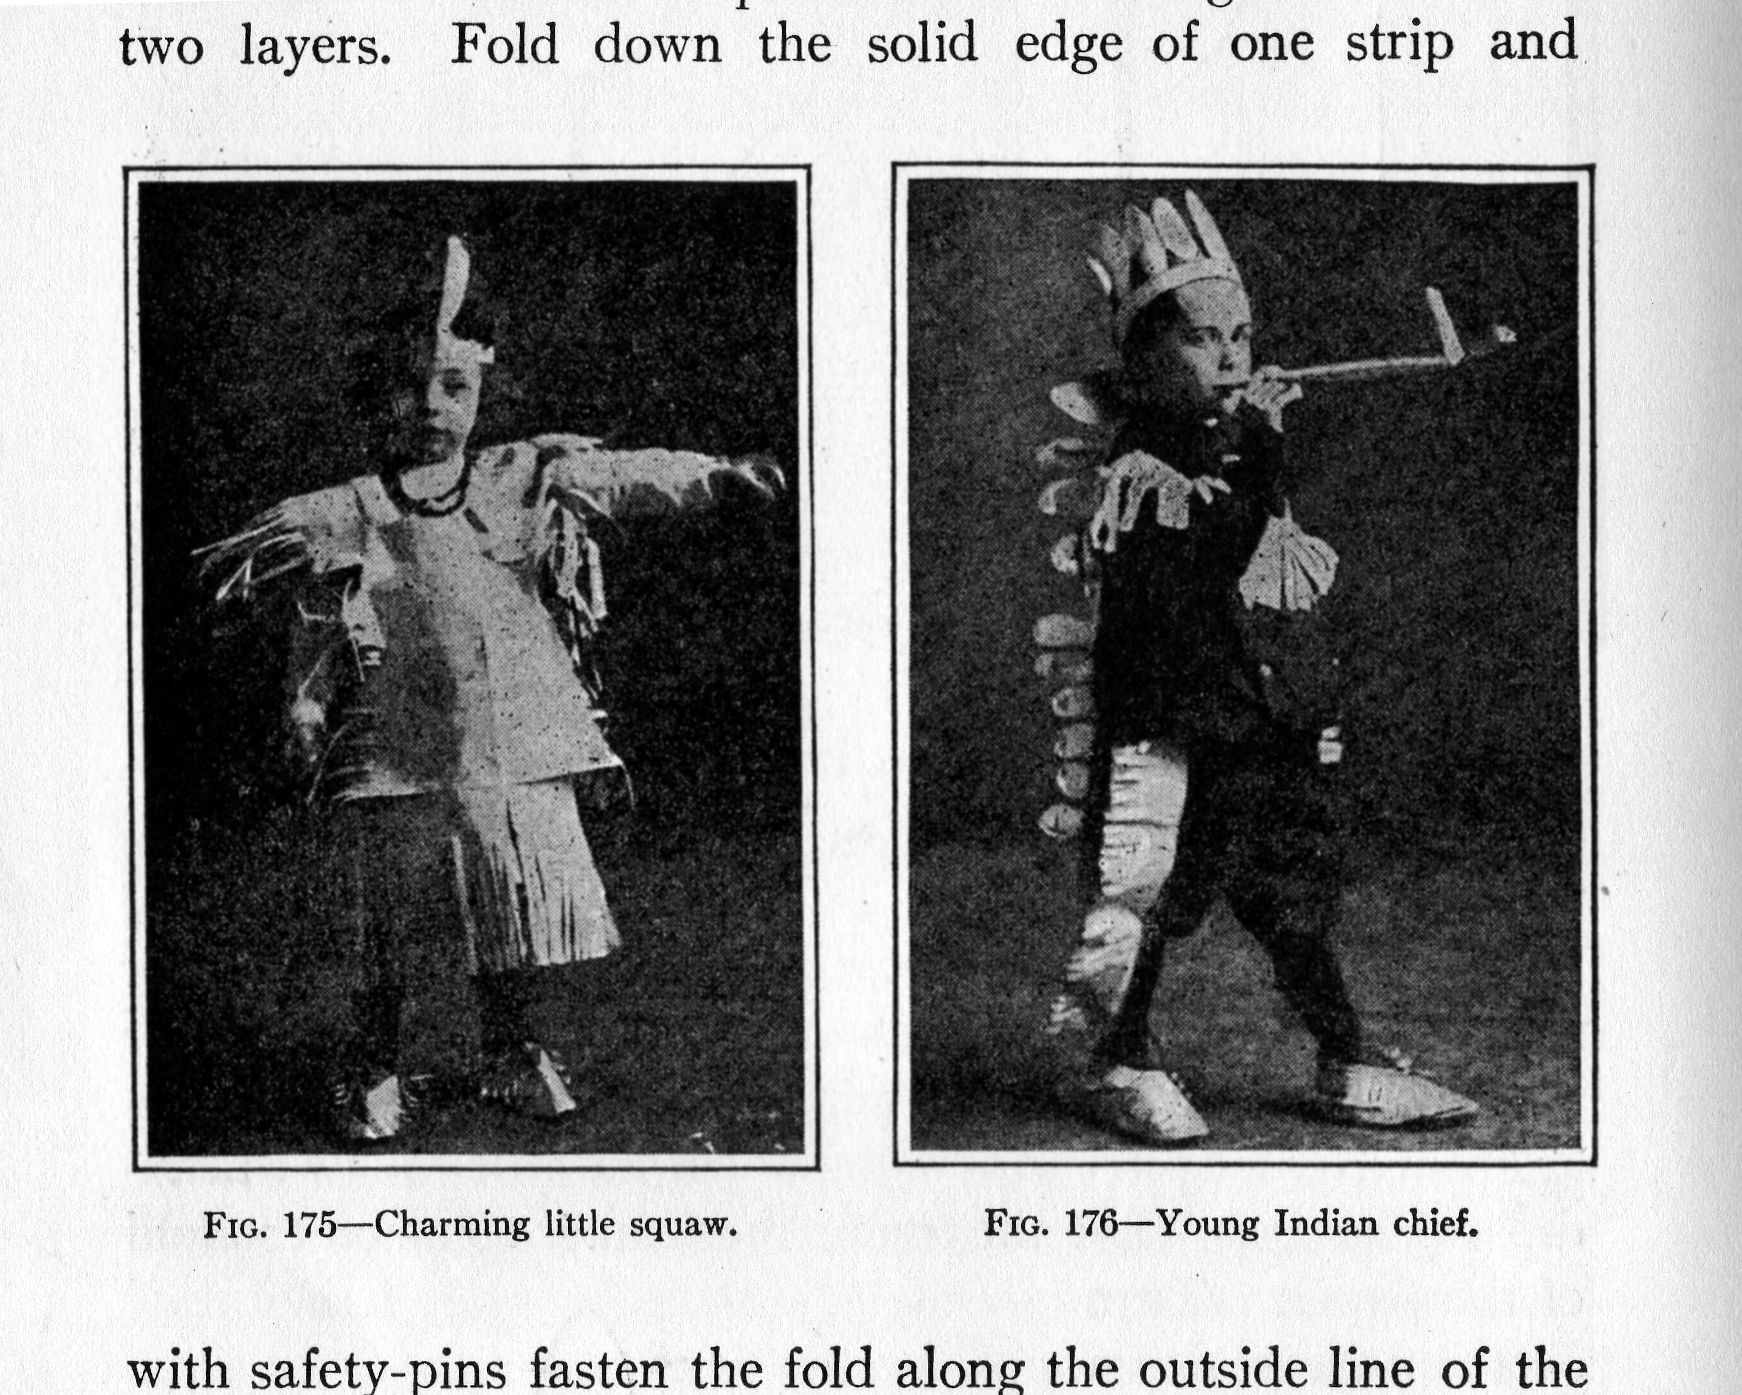 two layers. Fold down the solid edge of one strip and
FIG. 175—Charming little squaw.
FIG. 176—Young Indian chief.
with safety-pins fasten the fold along the outside line of the